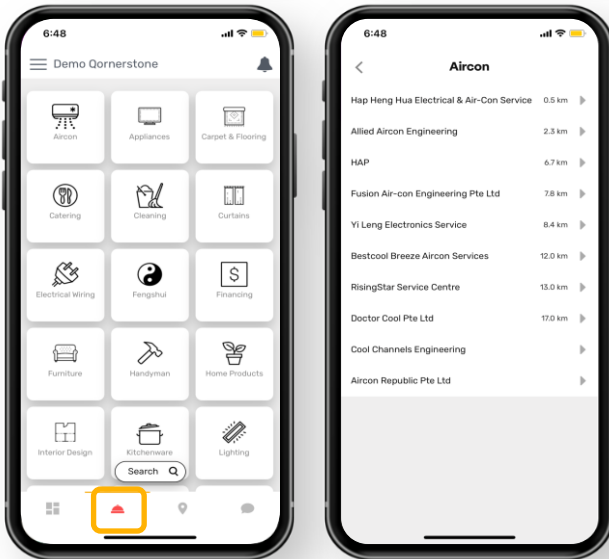 6:48
Demo Qornerstone
Aircon
Appliances
Carpet & Flooring
Catering
Cleaning
Curtains
Electrical Wiring
Fengshui
$
Financing
Furniture
Handyman
Home Products
Interior Design
Kitchenware
Lighting
Search
6:48
Aircon
Hap Heng Hua Electrical & Air-Con Service 0.5 km
Allied Aircon Engineering 2.3 km
HAP 6.7 km
Fusion Air-con Engineering Pte Ltd 7.8 km
Yi Leng Electronics Service 8.4 km
Bestcool Breeze Aircon Services 12.0 km
RisingStar Service Centre 13.0 km
Doctor Cool Pte Ltd 17.0 km
Cool Channels Engineering
Aircon Republic Pte Ltd